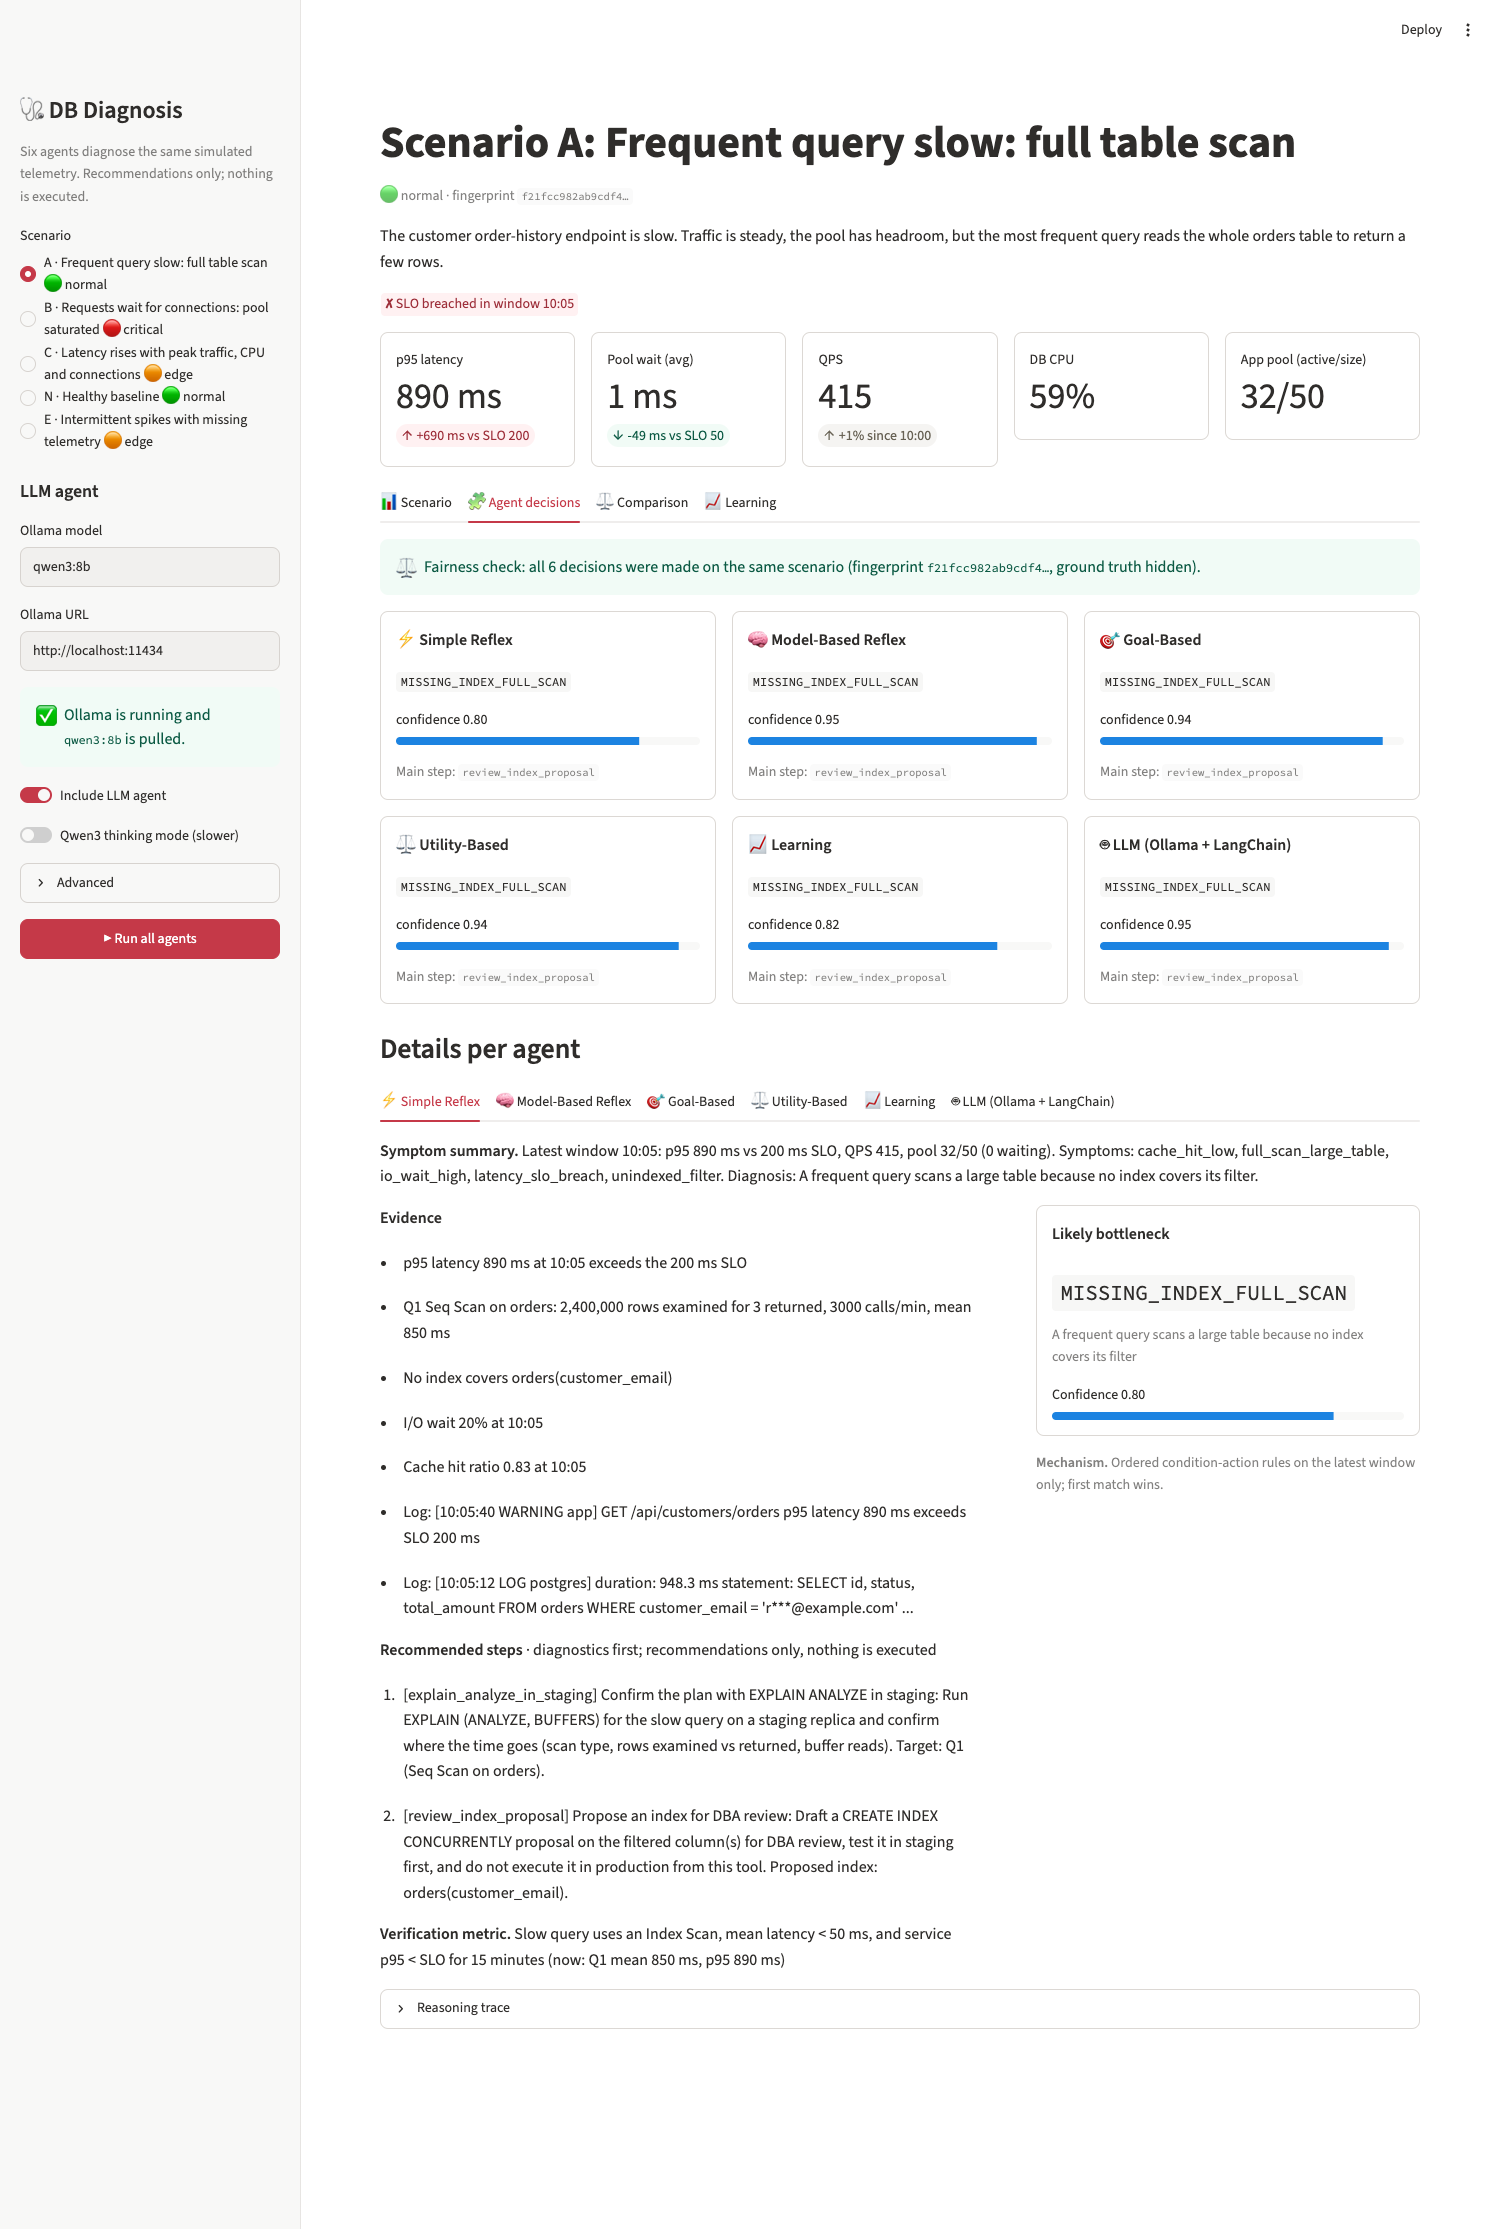 Deploy
DB Diagnosis
Six agents diagnose the same simulated
telemetry. Recommendations only; nothing
is executed.
Scenario
A · Frequent query slow: full table scan
normal
B · Requests wait for connections: pool
saturated critical
C · Latency rises with peak traffic, CPU
and connections edge
N · Healthy baseline normal
E · Intermittent spikes with missing
telemetry edge
LLM agent
Ollama model
qwen3:8b
Ollama URL
http://localhost:11434
Ollama is running and
qwen3:8b is pulled.
Include LLM agent
Qwen3 thinking mode (slower)
Advanced
Run all agents
Scenario A: Frequent query slow: full table scan
normal · fingerprint f21fcc982ab9cdf4…
The customer order-history endpoint is slow. Traffic is steady, the pool has headroom, but the most frequent query reads the whole orders table to return a
few rows.
✗ SLO breached in window 10:05
p95 latency
890 ms
↑ +690 ms vs SLO 200
Pool wait (avg)
1 ms
↓ -49 ms vs SLO 50
QPS
415
↑ +1% since 10:00
DB CPU
59%
App pool (active/size)
32/50
Scenario Agent decisions Comparison Learning
Fairness check: all 6 decisions were made on the same scenario (fingerprint f21fcc982ab9cdf4…, ground truth hidden).
Simple Reflex
MISSING_INDEX_FULL_SCAN
confidence 0.80
Main step: review_index_proposal
Model-Based Reflex
MISSING_INDEX_FULL_SCAN
confidence 0.95
Main step: review_index_proposal
Goal-Based
MISSING_INDEX_FULL_SCAN
confidence 0.94
Main step: review_index_proposal
Utility-Based
MISSING_INDEX_FULL_SCAN
confidence 0.94
Main step: review_index_proposal
Learning
MISSING_INDEX_FULL_SCAN
confidence 0.82
Main step: review_index_proposal
LLM (Ollama + LangChain)
MISSING_INDEX_FULL_SCAN
confidence 0.95
Main step: review_index_proposal
Details per agent
Simple Reflex Model-Based Reflex Goal-Based Utility-Based Learning LLM (Ollama + LangChain)
Symptom summary. Latest window 10:05: p95 890 ms vs 200 ms SLO, QPS 415, pool 32/50 (0 waiting). Symptoms: cache_hit_low, full_scan_large_table,
io_wait_high, latency_slo_breach, unindexed_filter. Diagnosis: A frequent query scans a large table because no index covers its filter.
Evidence
• p95 latency 890 ms at 10:05 exceeds the 200 ms SLO
• Q1 Seq Scan on orders: 2,400,000 rows examined for 3 returned, 3000 calls/min, mean
850 ms
• No index covers orders(customer_email)
• I/O wait 20% at 10:05
• Cache hit ratio 0.83 at 10:05
• Log: [10:05:40 WARNING app] GET /api/customers/orders p95 latency 890 ms exceeds
SLO 200 ms
• Log: [10:05:12 LOG postgres] duration: 948.3 ms statement: SELECT id, status,
total_amount FROM orders WHERE customer_email = 'r***@example.com' ...
Recommended steps · diagnostics first; recommendations only, nothing is executed
1. [explain_analyze_in_staging] Confirm the plan with EXPLAIN ANALYZE in staging: Run
EXPLAIN (ANALYZE, BUFFERS) for the slow query on a staging replica and confirm
where the time goes (scan type, rows examined vs returned, buffer reads). Target: Q1
(Seq Scan on orders).
2. [review_index_proposal] Propose an index for DBA review: Draft a CREATE INDEX
CONCURRENTLY proposal on the filtered column(s) for DBA review, test it in staging
first, and do not execute it in production from this tool. Proposed index:
orders(customer_email).
Verification metric. Slow query uses an Index Scan, mean latency < 50 ms, and service
p95 < SLO for 15 minutes (now: Q1 mean 850 ms, p95 890 ms)
Likely bottleneck
MISSING_INDEX_FULL_SCAN
A frequent query scans a large table because no index
covers its filter
Confidence 0.80
Mechanism. Ordered condition-action rules on the latest window
only; first match wins.
Reasoning trace